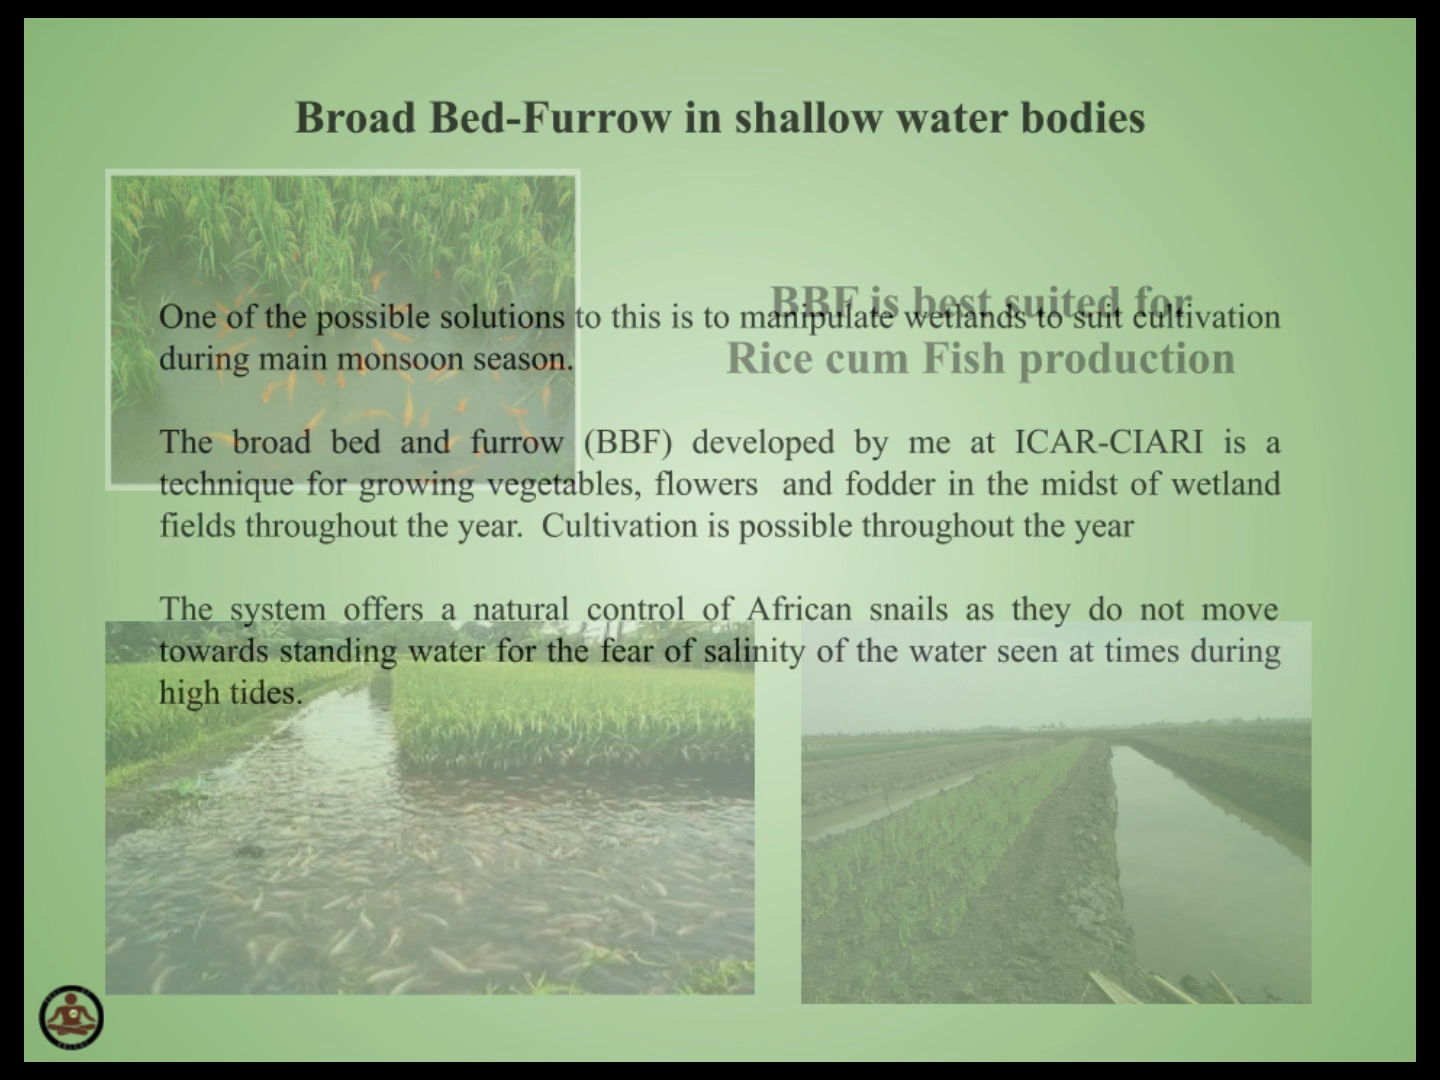 Broad Bed-Furrow in shallow water bodies
BBF is best suited for
Rice cum Fish production
One of the possible solutions to this is to manipulate wetlands to suit cultivation
during main monsoon season.
The broad bed and furrow (BBF) developed by me at ICAR-CIARI is a
technique for growing vegetables, flowers and fodder in the midst of wetland
fields throughout the year. Cultivation is possible throughout the year
The system offers a natural control of African snails as they do not move
towards standing water for the fear of salinity of the water seen at times during
high tides.